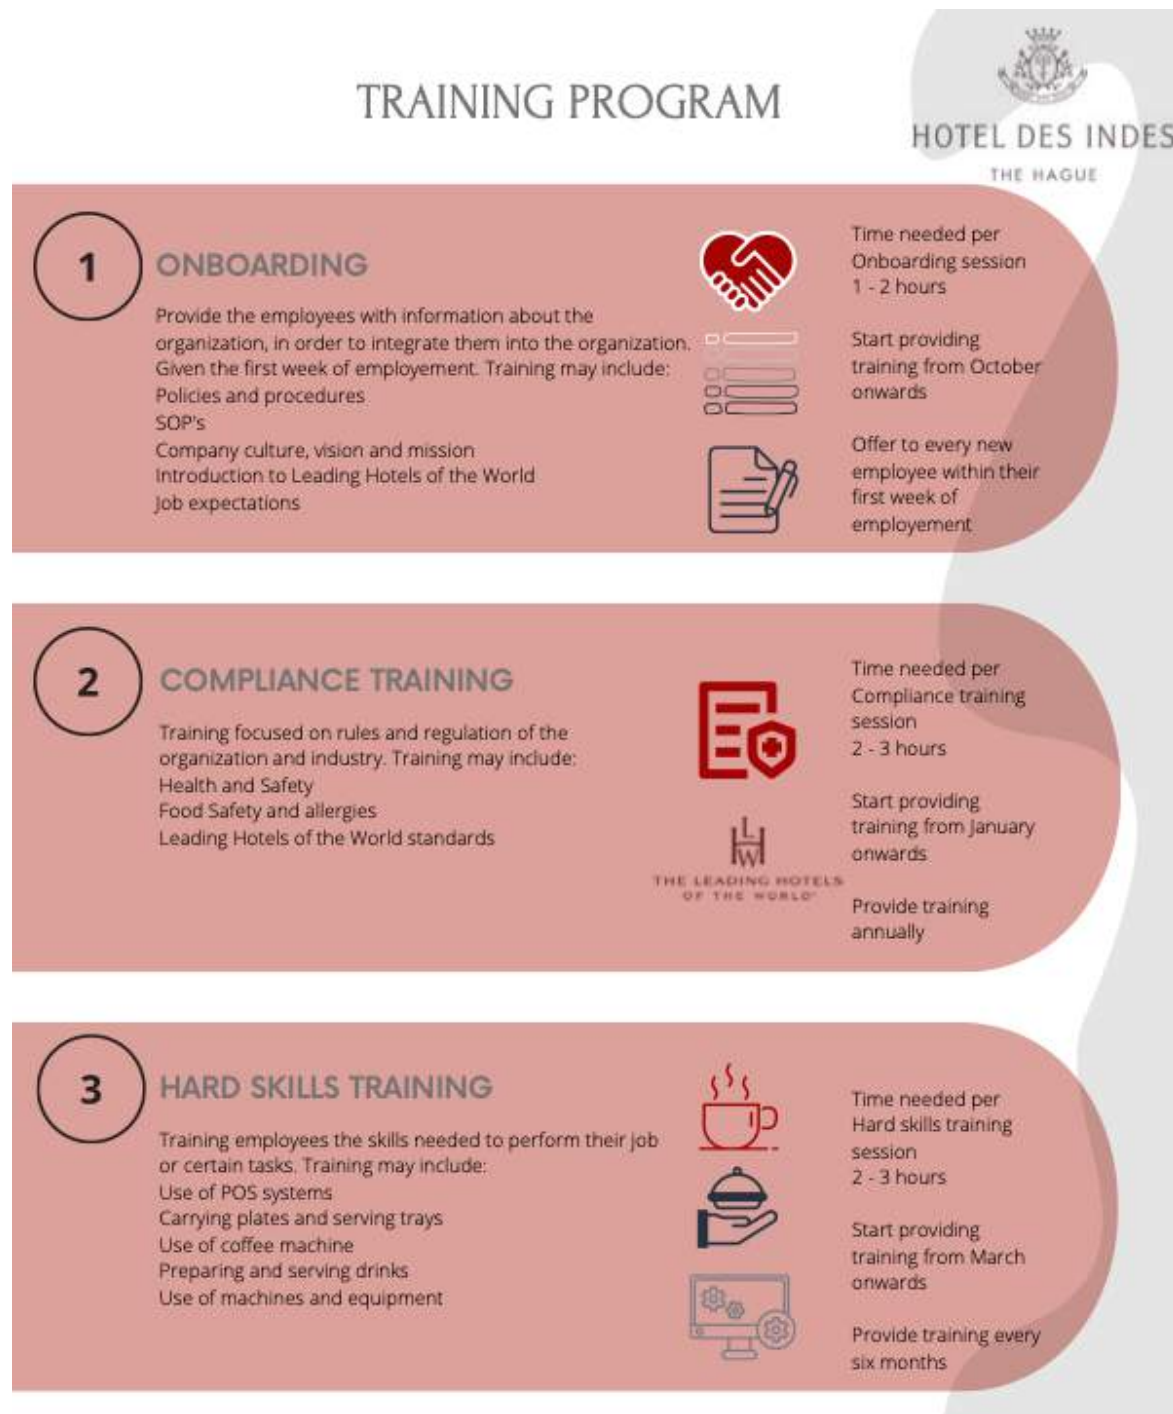 TRAINING PROGRAM
HOTEL DES INDES
THE HAGUE
1
ONBOARDING
Provide the employees with information about the
organization, in order to integrate them into the organization.
Given the first week of employement. Training may include:
Policies and procedures
SOP's
Company culture, vision and mission
Introduction to Leading Hotels of the World
Job expectations
Time needed per
Onboarding session
1 - 2 hours
Start providing
training from October
onwards
Offer to every new
employee within their
first week of
employement
2
COMPLIANCE TRAINING
Training focused on rules and regulation of the
organization and industry. Training may include:
Health and Safety
Food Safety and allergies
Leading Hotels of the World standards
LHW
THE LEADING HOTELS
OF THE WORLD®
Time needed per
Compliance training
session
2 - 3 hours
Start providing
training from January
onwards
Provide training
annually
3
HARD SKILLS TRAINING
Training employees the skills needed to perform their job
or certain tasks. Training may include:
Use of POS systems
Carrying plates and serving trays
Use of coffee machine
Preparing and serving drinks
Use of machines and equipment
Time needed per
Hard skills training
session
2 - 3 hours
Start providing
training from March
onwards
Provide training every
six months